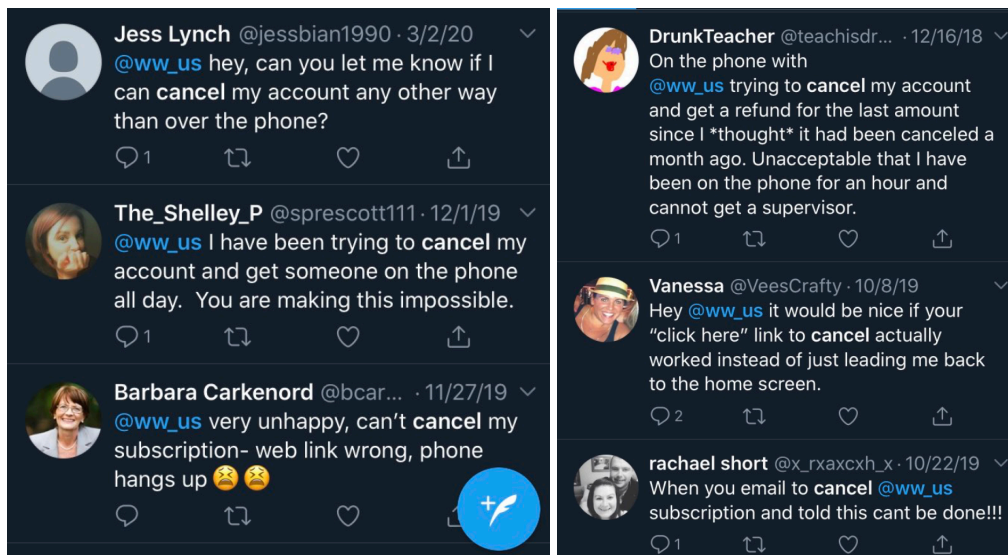 Jess Lynch @jessbian1990 · 3/2/20
@ww_us hey, can you let me know if I
can cancel my account any other way
than over the phone?
1
The_Shelley_P @sprescott111 · 12/1/19
@ww_us I have been trying to cancel my
account and get someone on the phone
all day.  You are making this impossible.
1
Barbara Carkenord @bcar... · 11/27/19
@ww_us very unhappy, can't cancel my
subscription- web link wrong, phone
hangs up 😫 😫
DrunkTeacher @teachisdr... · 12/16/18
On the phone with
@ww_us trying to cancel my account
and get a refund for the last amount
since I *thought* it had been canceled a
month ago. Unacceptable that I have
been on the phone for an hour and
cannot get a supervisor.
1
Vanessa @VeesCrafty · 10/8/19
Hey @ww_us it would be nice if your
“click here” link to cancel actually
worked instead of just leading me back
to the home screen.
2
rachael short @x_rxaxcxh_x · 10/22/19
When you email to cancel @ww_us
subscription and told this cant be done!!!
1